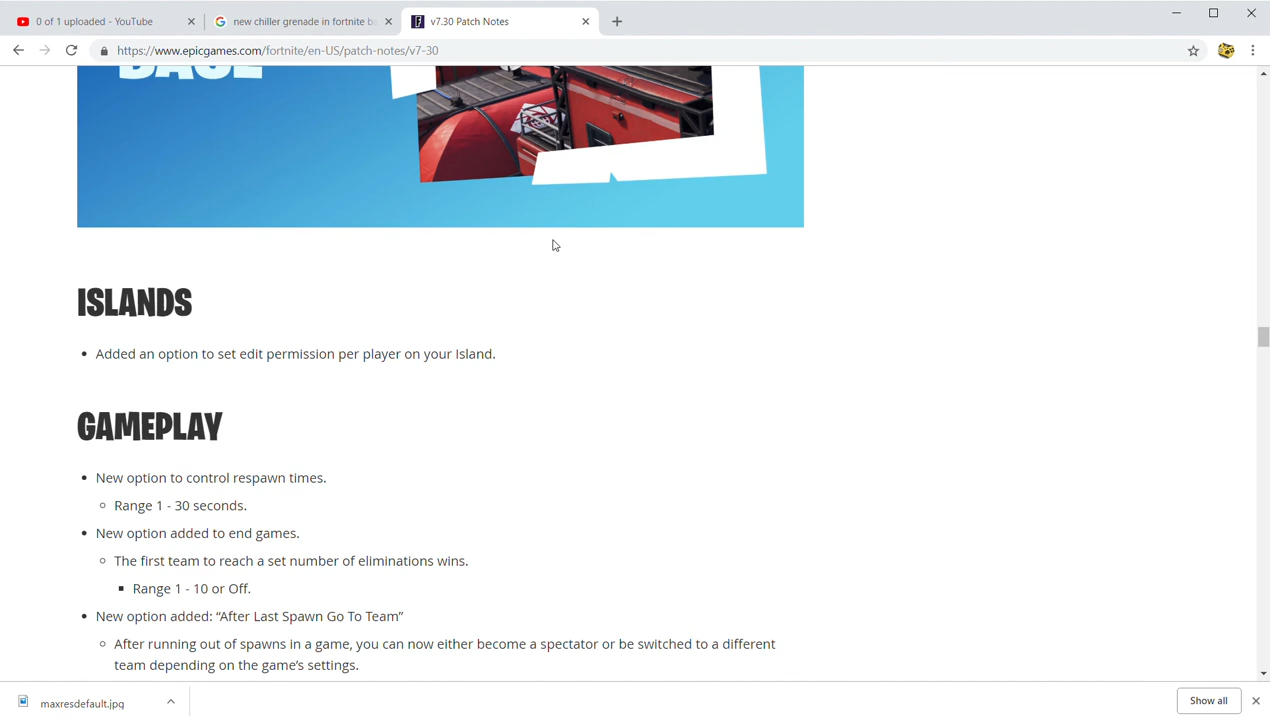 0 of 1 uploaded - YouTube
new chiller grenade in fortnite b
v7.30 Patch Notes
https://www.epicgames.com/fortnite/en-US/patch-notes/v7-30
ISLANDS
• Added an option to set edit permission per player on your Island.
GAMEPLAY
• New option to control respawn times.
○ Range 1 - 30 seconds.
• New option added to end games.
○ The first team to reach a set number of eliminations wins.
▪ Range 1 - 10 or Off.
• New option added: “After Last Spawn Go To Team”
○ After running out of spawns in a game, you can now either become a spectator or be switched to a different
team depending on the game’s settings.
maxresdefault.jpg
Show all